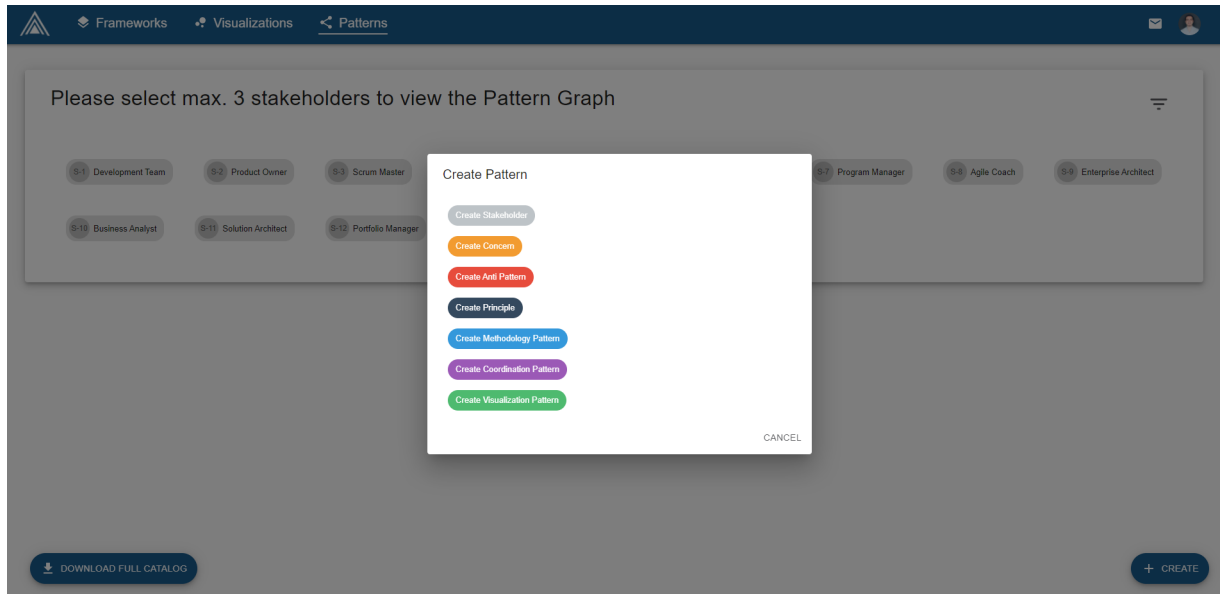 Frameworks Visualizations Patterns
Please select max. 3 stakeholders to view the Pattern Graph
S-1 Development Team S-2 Product Owner S-3 Scrum Master S-7 Program Manager S-8 Agile Coach S-9 Enterprise Architect
S-10 Business Analyst S-11 Solution Architect S-12 Portfolio Manager
Create Pattern
Create Stakeholder
Create Concern
Create Anti Pattern
Create Principle
Create Methodology Pattern
Create Coordination Pattern
Create Visualization Pattern
CANCEL
DOWNLOAD FULL CATALOG
+ CREATE